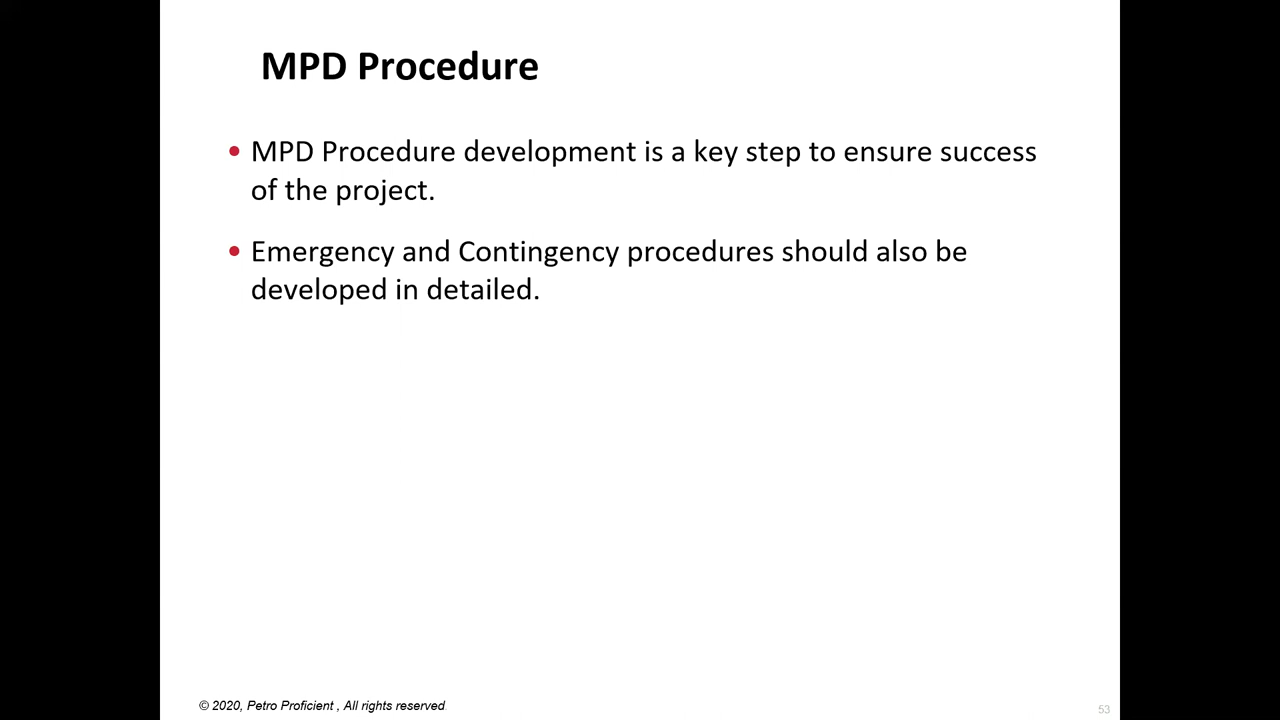 MPD Procedure
• MPD Procedure development is a key step to ensure success
of the project.
• Emergency and Contingency procedures should also be
developed in detailed.
© 2020, Petro Proficient , All rights reserved
53